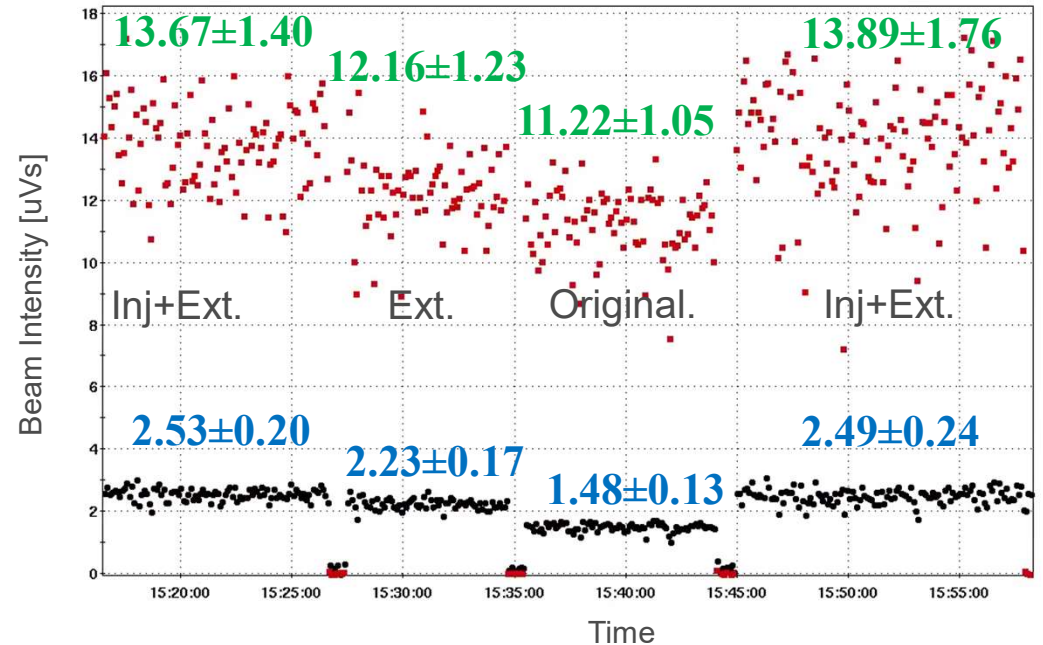 18
16
14
12
10
8
6
4
2
0
Beam Intensity [uVs]
13.67±1.40
12.16±1.23
11.22±1.05
13.89±1.76
Inj+Ext.
Ext.
Original.
Inj+Ext.
2.53±0.20
2.23±0.17
1.48±0.13
2.49±0.24
15:20:00 15:25:00 15:30:00 15:35:00 15:40:00 15:45:00 15:50:00 15:55:00
Time